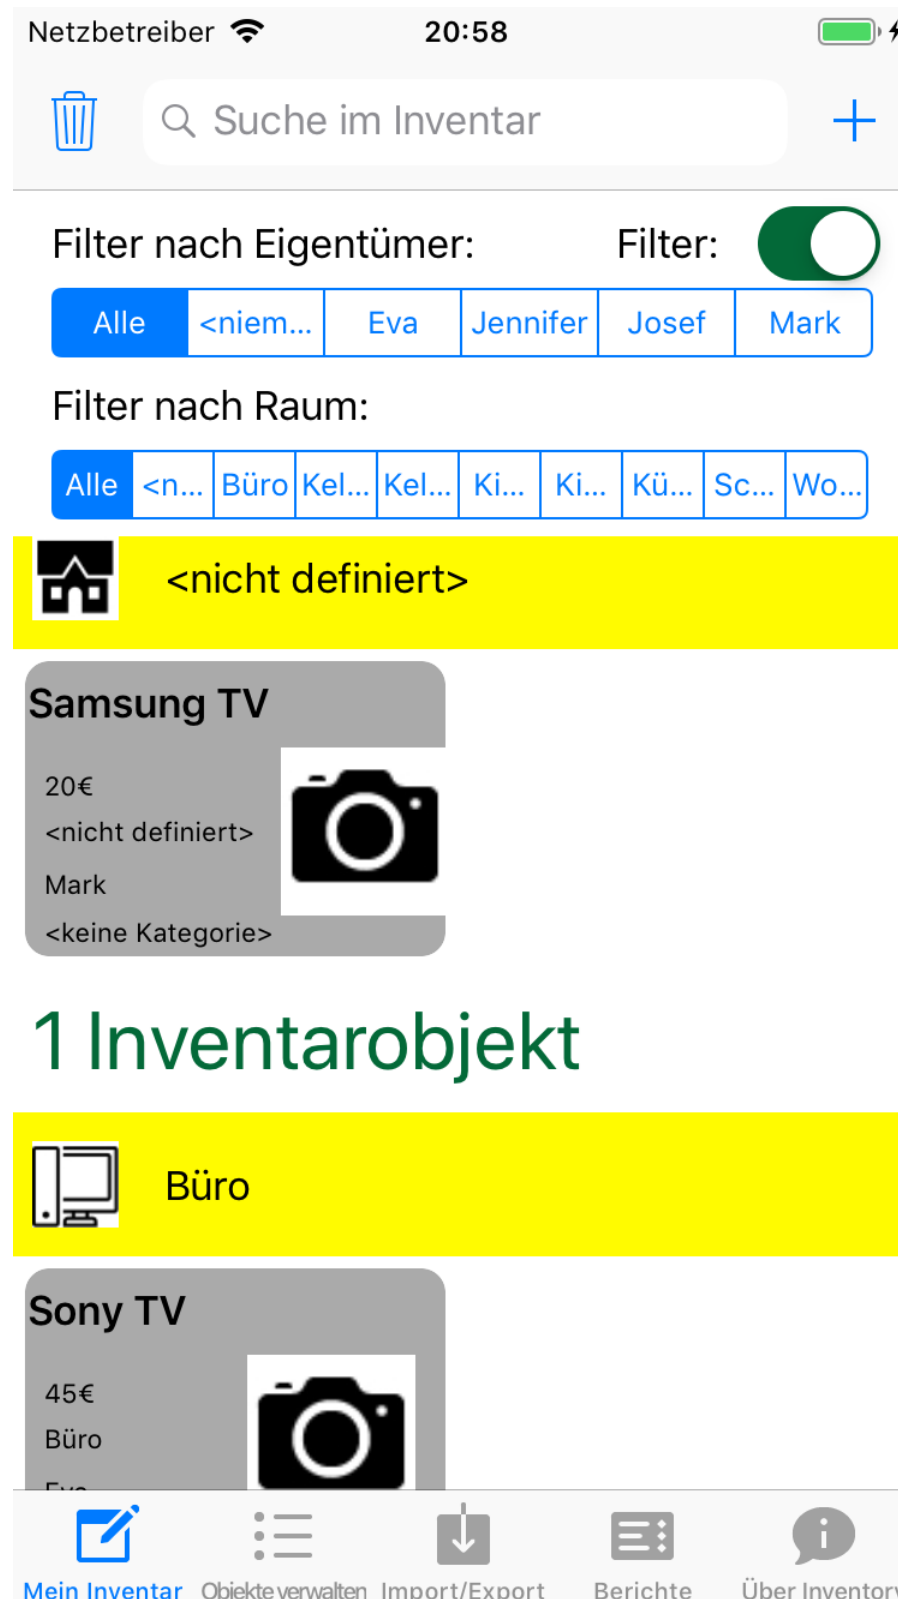 Netzbetreiber 20:58
Suche im Inventar
Filter nach Eigentümer: Filter:
Alle <niem... Eva Jennifer Josef Mark
Filter nach Raum:
Alle <n... Büro Kel... Kel... Ki... Ki... Kü... Sc... Wo...
<nicht definiert>
Samsung TV
20€
<nicht definiert>
Mark
<keine Kategorie>
1 Inventarobjekt
Büro
Sony TV
45€
Büro
Eva
Mein Inventar Objekte verwalten Import/Export Berichte Über Inventory